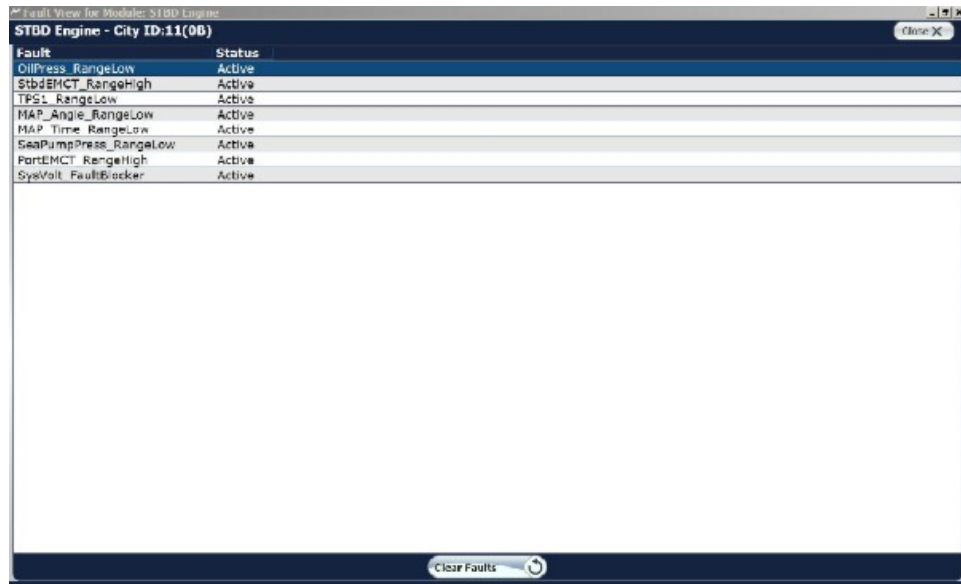 Fault View for Module: STBD Engine
STBD Engine - City ID:11(0B)
Close X
Fault Status
OilPress_RangeLow Active
StbdEMCT_RangeHigh Active
TPS1_RangeLow Active
MAP_Angle_RangeLow Active
MAP_Time_RangeLow Active
SeaPumpPress_RangeLow Active
PortEMCT_RangeHigh Active
SysVolt_FaultBlocker Active
Clear Faults